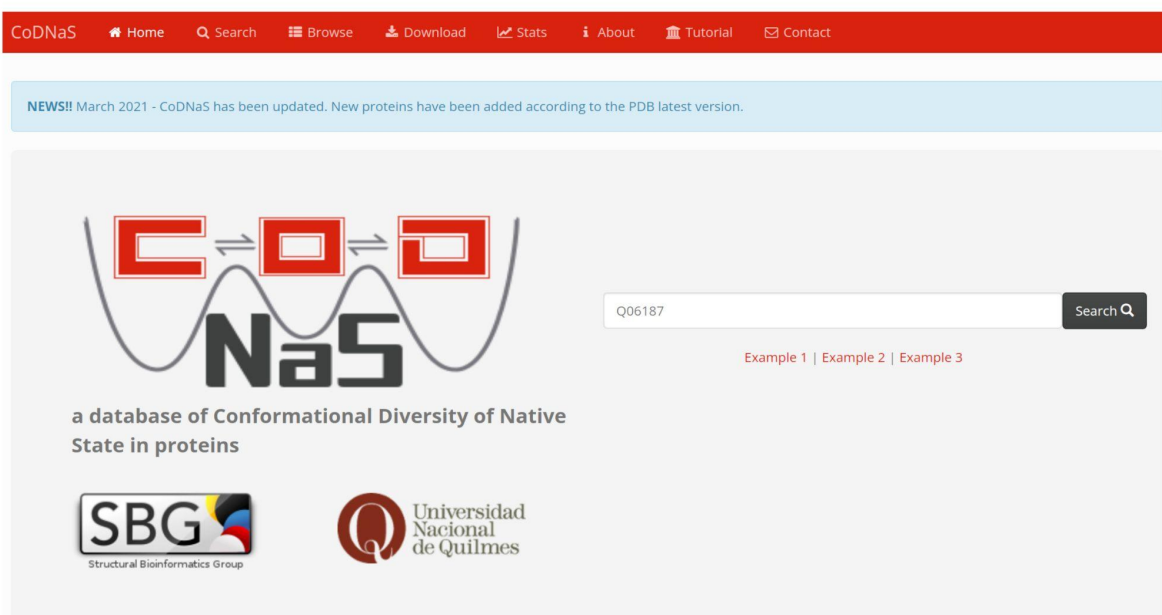 CoDNaS Home Search Browse Download Stats About Tutorial Contact
NEWS!! March 2021 - CoDNaS has been updated. New proteins have been added according to the PDB latest version.
COD
NaS
Q06187 Search
Example 1 | Example 2 | Example 3
a database of Conformational Diversity of Native
State in proteins
SBG
Structural Bioinformatics Group
Q
Universidad
Nacional
de Quilmes